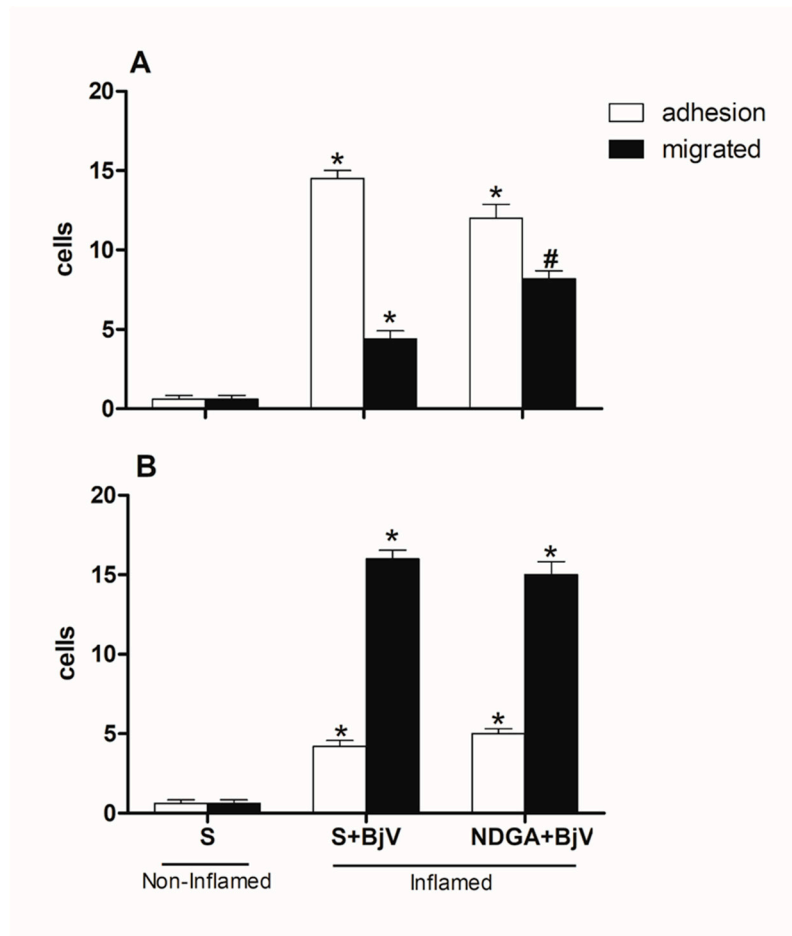 A
20
15
10
5
0
cells
adhesion
migrated
*
*
*
#
B
20
15
10
5
0
cells
*
*
*
*
S S+BjV NDGA+BjV
Non-Inflamed Inflamed